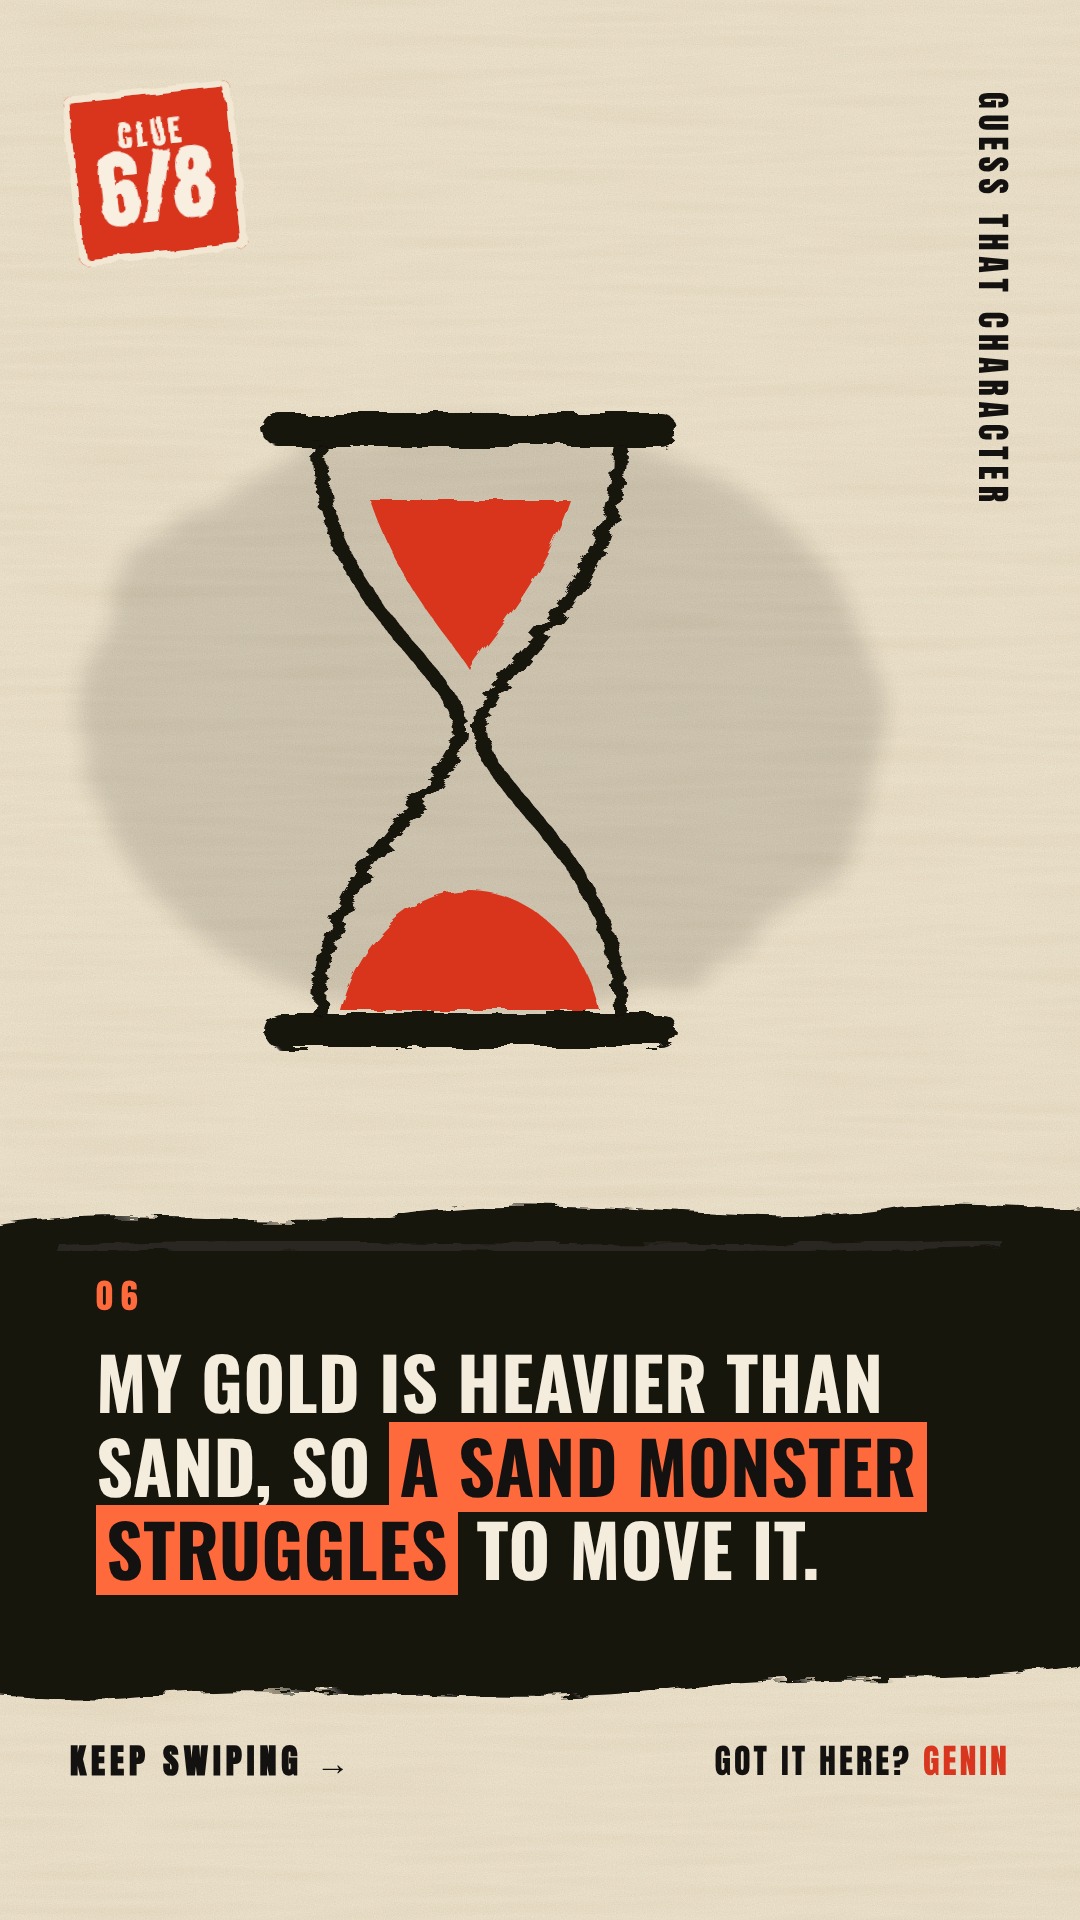 CLUE
6/8
GUESS THAT CHARACTER
06
MY GOLD IS HEAVIER THAN
SAND, SO A SAND MONSTER
STRUGGLES TO MOVE IT.
KEEP SWIPING →
GOT IT HERE? GENIN